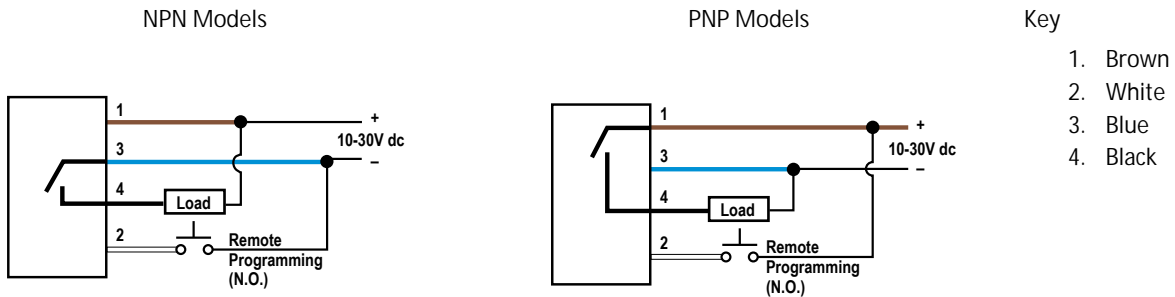 NPN Models
1
+
10-30V dc
3
–
4
Load
2
Remote
Programming
(N.O.)
PNP Models
1
+
10-30V dc
3
–
4
Load
2
Remote
Programming
(N.O.)
Key
1. Brown
2. White
3. Blue
4. Black